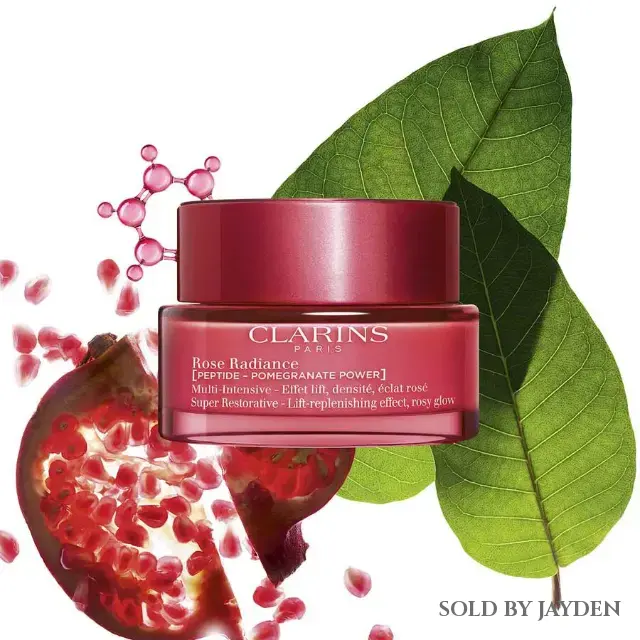 CLARINS
PARIS
Rose Radiance
[PEPTIDE – POMEGRANATE POWER]
Multi-Intensive – Effet lift, densité, éclat rosé
Super Restorative – Lift-replenishing effect, rosy glow
SOLD BY JAYDEN